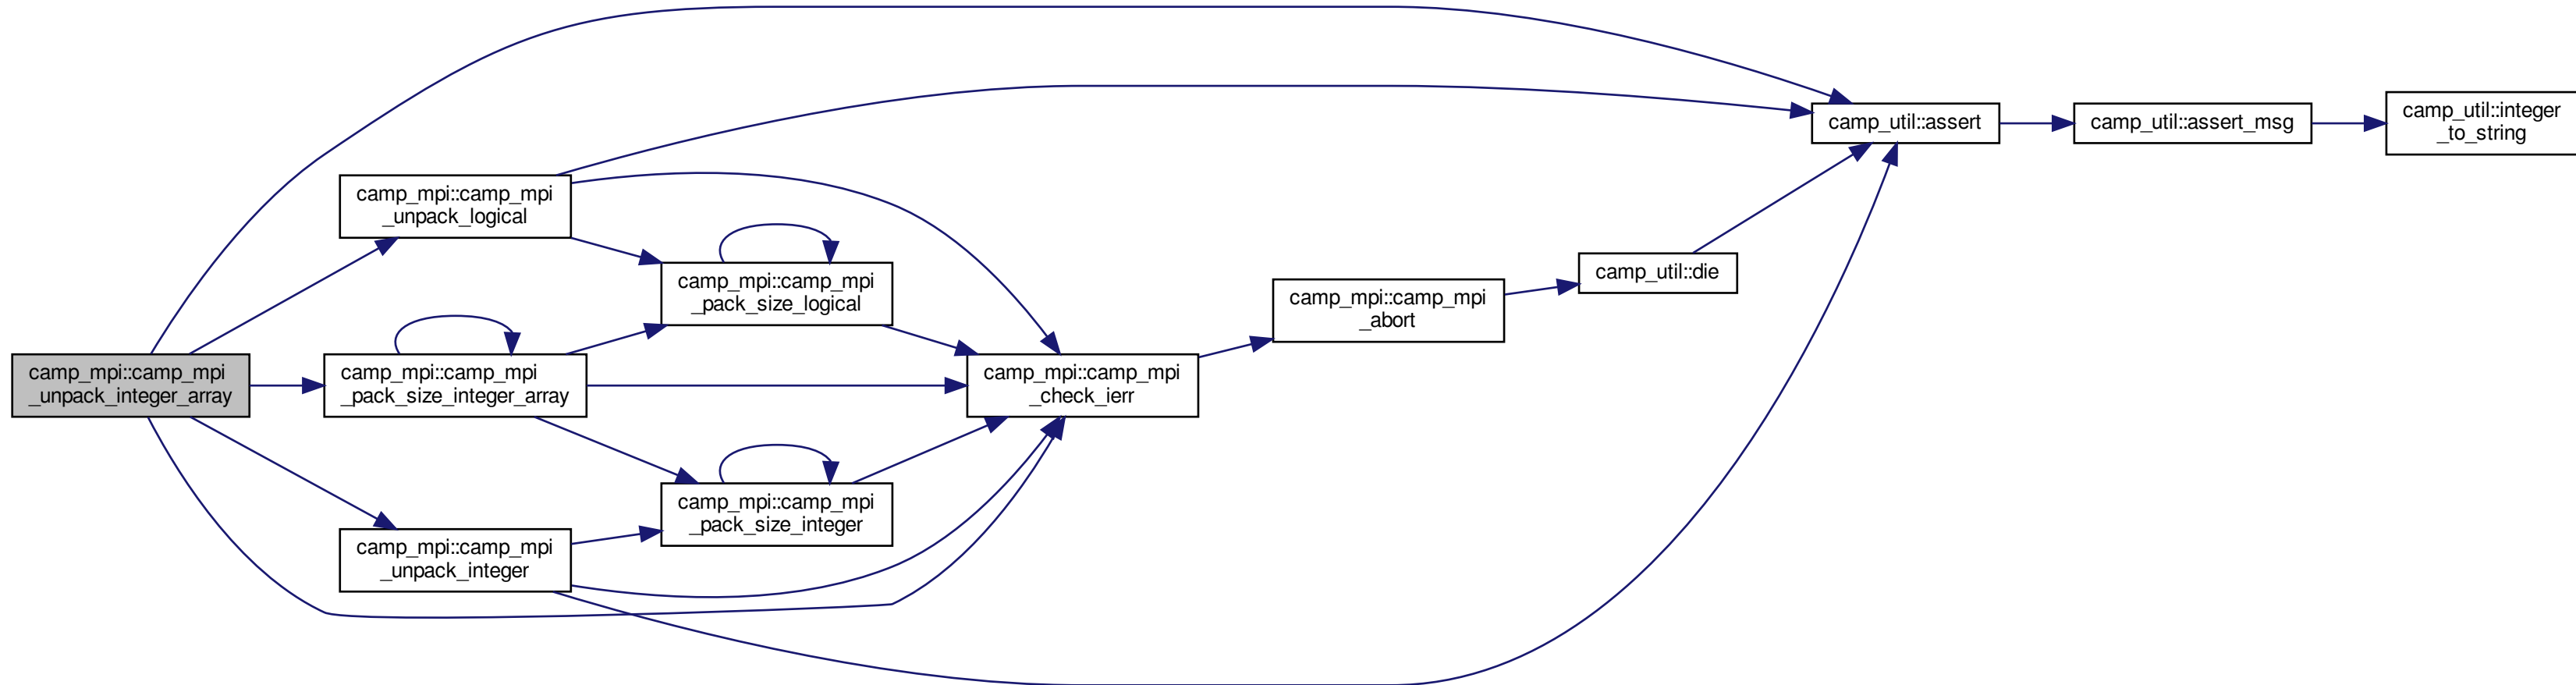 camp_mpi::camp_mpi
_unpack_integer_array
camp_mpi::camp_mpi
_unpack_logical
camp_mpi::camp_mpi
_pack_size_integer_array
camp_mpi::camp_mpi
_unpack_integer
camp_mpi::camp_mpi
_pack_size_logical
camp_mpi::camp_mpi
_pack_size_integer
camp_mpi::camp_mpi
_check_ierr
camp_mpi::camp_mpi
_abort
camp_util::die
camp_util::assert
camp_util::assert_msg
camp_util::integer
_to_string